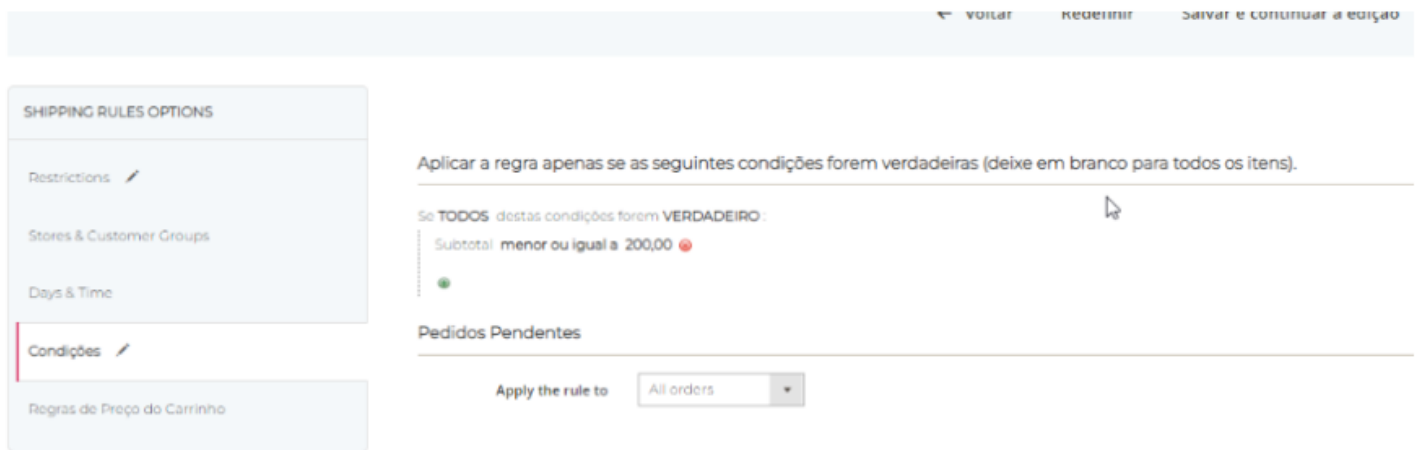 ← Voltar Redefinir Salvar e continuar a edição
SHIPPING RULES OPTIONS
Restrictions
Stores & Customer Groups
Days & Time
Condições
Regras de Preço do Carrinho
Aplicar a regra apenas se as seguintes condições forem verdadeiras (deixe em branco para todos os itens).
Se TODOS destas condições forem VERDADEIRO :
Subtotal menor ou igual a 200,00
Pedidos Pendentes
Apply the rule to All orders